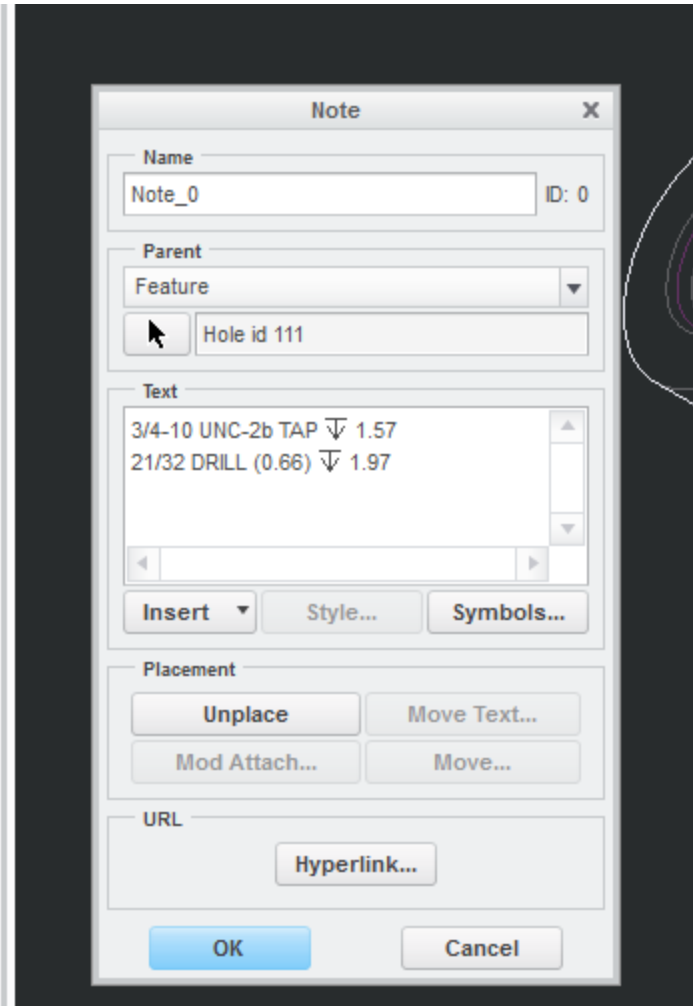 Note
Name
Note_0 ID: 0
Parent
Feature
Hole id 111
Text
3/4-10 UNC-2b TAP ↧ 1.57
21/32 DRILL (0.66) ↧ 1.97
Insert Style... Symbols...
Placement
Unplace Move Text...
Mod Attach... Move...
URL
Hyperlink...
OK Cancel